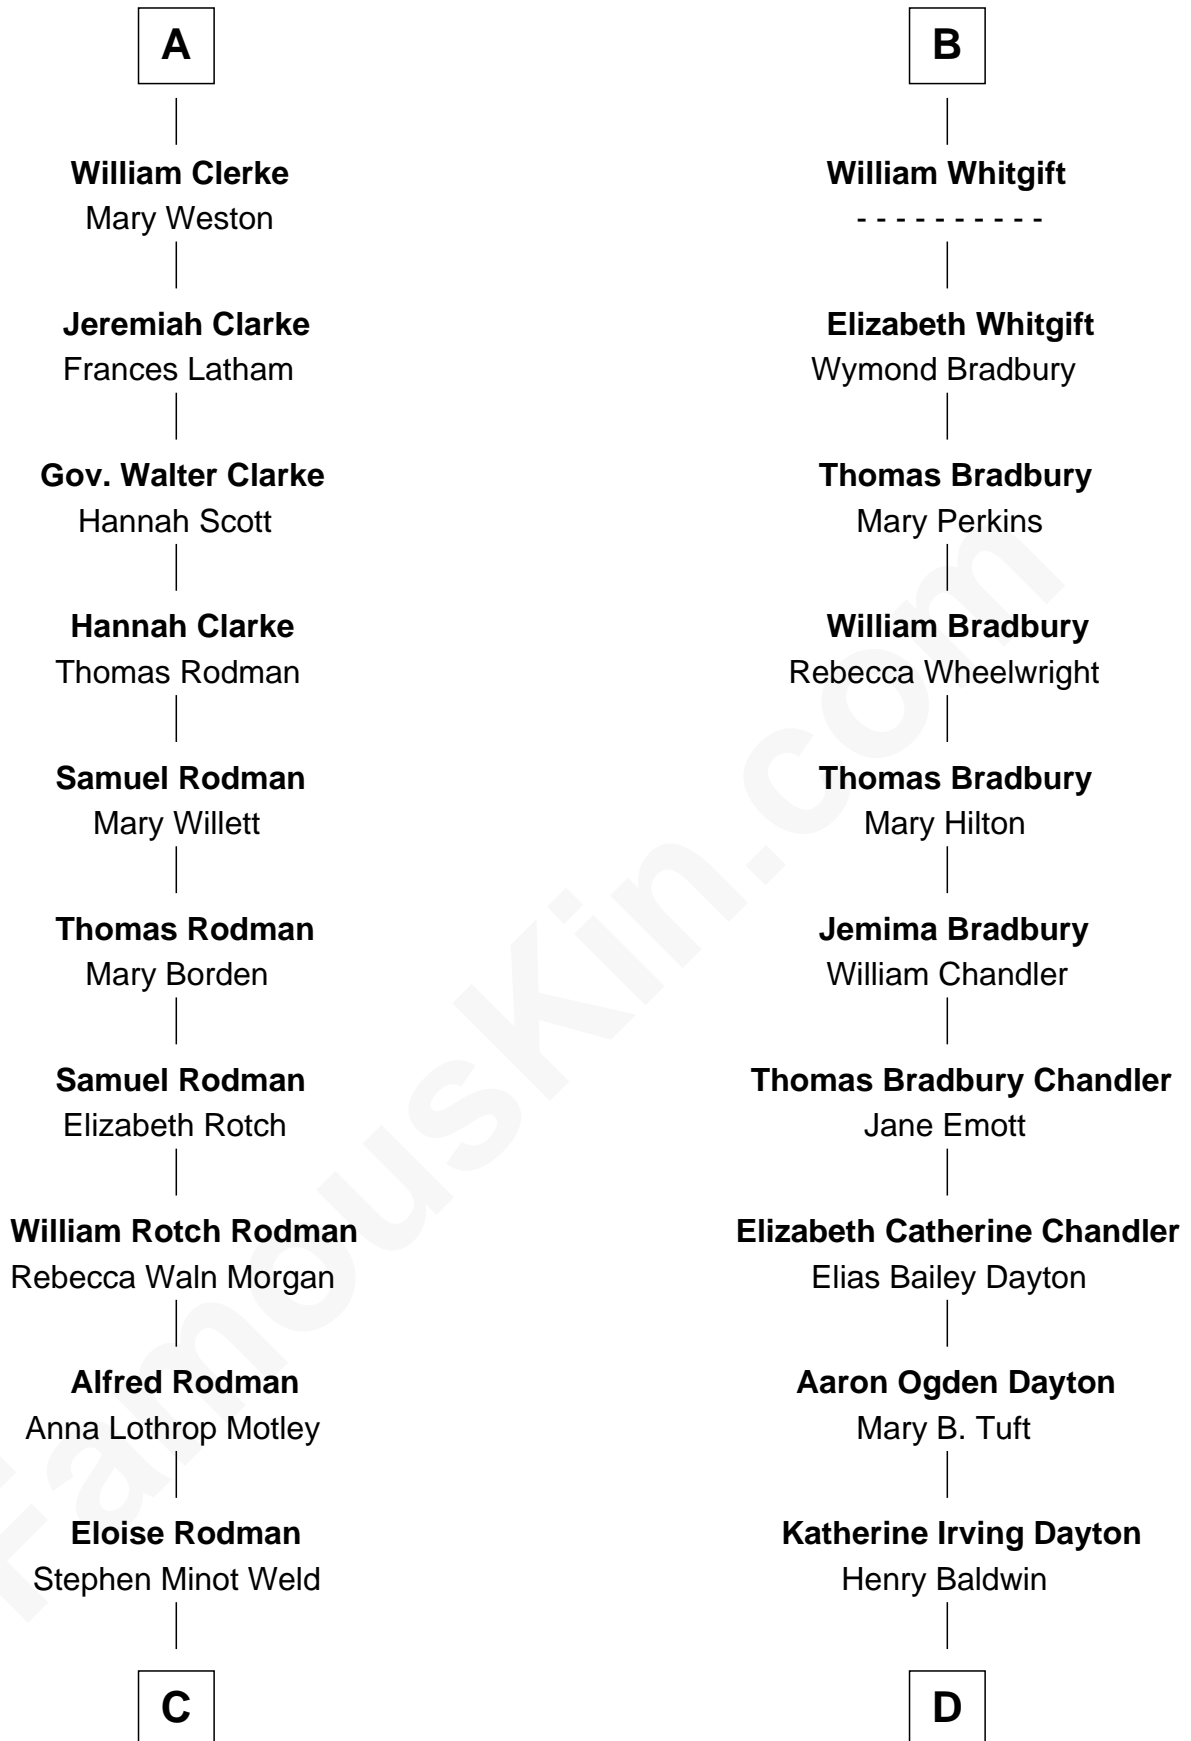 A
William Clerke
Mary Weston
Jeremiah Clarke
Frances Latham
Gov. Walter Clarke
Hannah Scott
Hannah Clarke
Thomas Rodman
Samuel Rodman
Mary Willett
Thomas Rodman
Mary Borden
Samuel Rodman
Elizabeth Rotch
William Rotch Rodman
Rebecca Waln Morgan
Alfred Rodman
Anna Lothrop Motley
Eloise Rodman
Stephen Minot Weld
C
B
William Whitgift
- - - - - - - - - -
Elizabeth Whitgift
Wymond Bradbury
Thomas Bradbury
Mary Perkins
William Bradbury
Rebecca Wheelwright
Thomas Bradbury
Mary Hilton
Jemima Bradbury
William Chandler
Thomas Bradbury Chandler
Jane Emott
Elizabeth Catherine Chandler
Elias Bailey Dayton
Aaron Ogden Dayton
Mary B. Tuft
Katherine Irving Dayton
Henry Baldwin
D
FamousKin.com